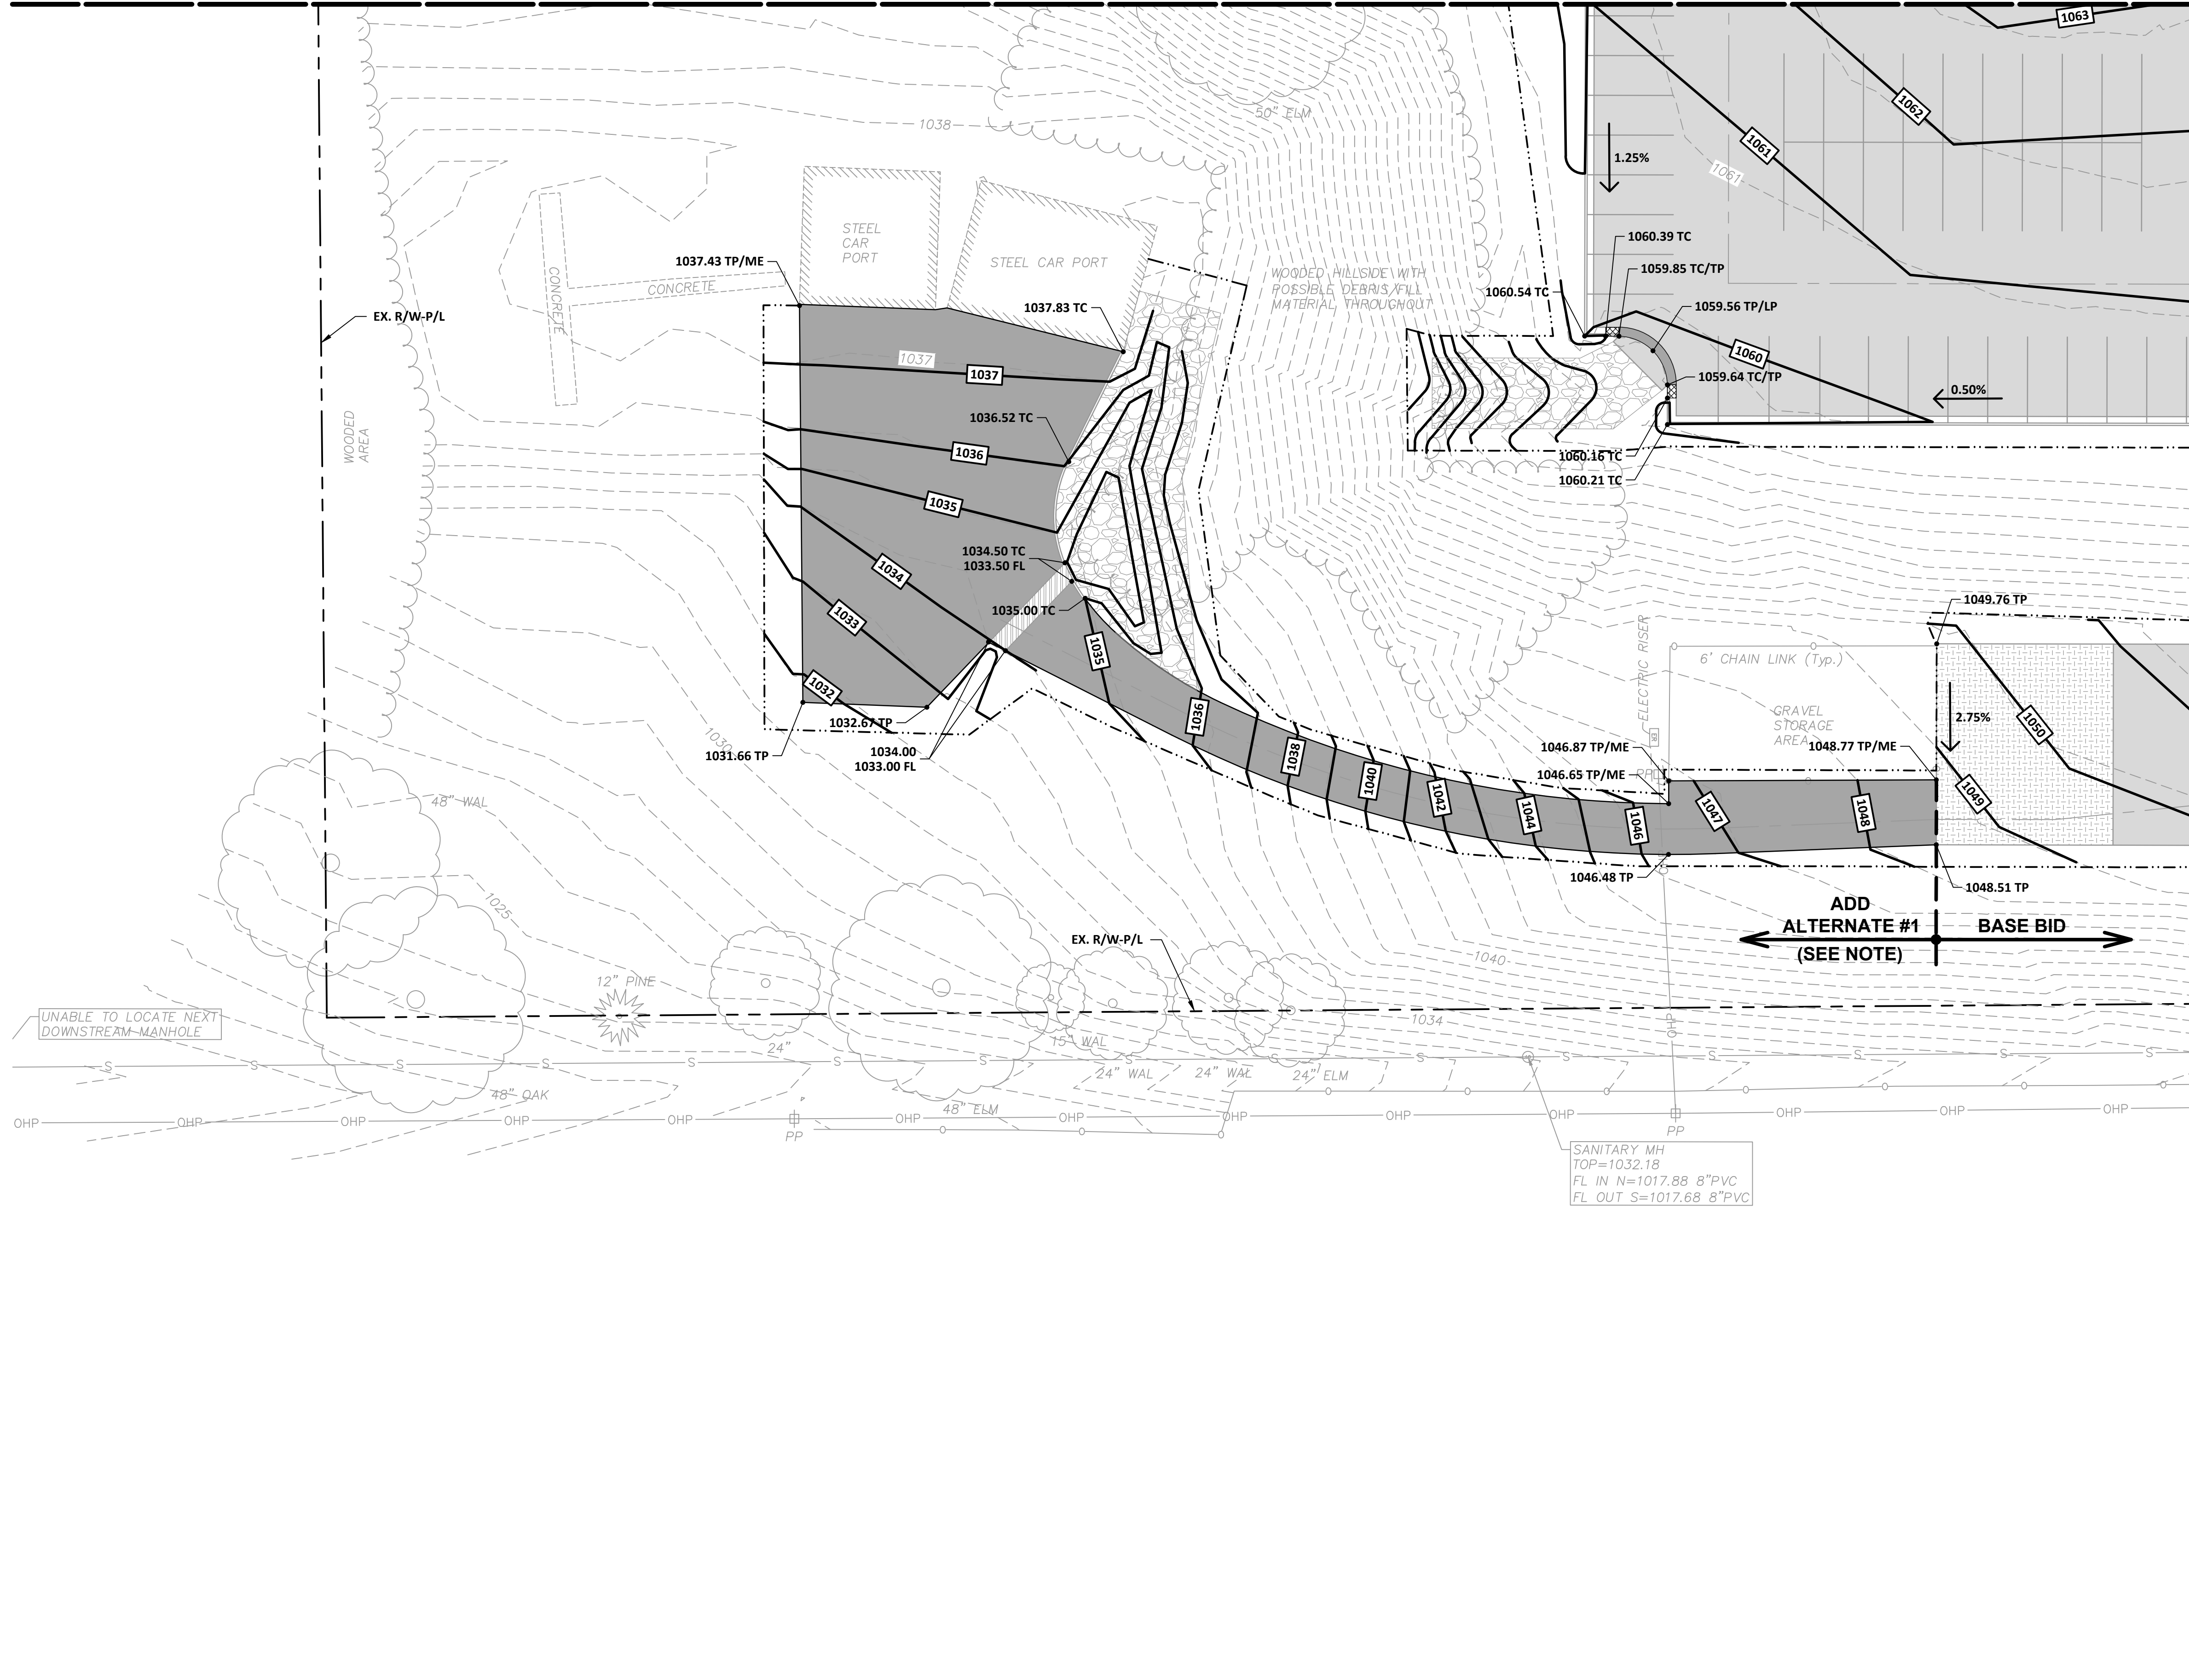 1063
50" ELM
1062
1038
1061
1.25%
1061
STEEL
CAR
PORT
1060.39 TC
1037.43 TP/ME
STEEL CAR PORT
1059.85 TC/TP
WOODED HILLSIDE WITH
POSSIBLE DEBRIS/FILL
MATERIAL THROUGHOUT
CONCRETE
CONCRETE
1060.54 TC
1059.56 TP/LP
1037.83 TC
EX. R/W-P/L
1037
1037
1060
1059.64 TC/TP
0.50%
1036.52 TC
WOODED
AREA
1036
1060.16 TC
1060.21 TC
1035
1034.50 TC
1033.50 FL
1034
1049.76 TP
1035.00 TC
1033
1035
ELECTRIC RISER
6' CHAIN LINK (Typ.)
1032
1036
GRAVEL
STORAGE
AREA
2.75%
1050
1032.67 TP
1030
1034.00
1033.00 FL
1031.66 TP
ER
1046.87 TP/ME
1048.77 TP/ME
1038
1046.65 TP/ME
PP
1040
1042
1044
1046
1047
1048
1049
48" WAL
1046.48 TP
1048.51 TP
1025
ADD
ALTERNATE #1
(SEE NOTE)
BASE BID
EX. R/W-P/L
1040
12" PINE
UNABLE TO LOCATE NEXT
DOWNSTREAM MANHOLE
1034
OHP
24"
15" WAL
S S S S S S S S S S S S S S S
24" WAL
24" WAL
24" ELM
48" OAK
48" ELM
OHP OHP OHP OHP OHP OHP OHP OHP OHP OHP OHP OHP OHP
P
PP
PP
SANITARY MH
TOP=1032.18
FL IN N=1017.88 8"PVC
FL OUT S=1017.68 8"PVC